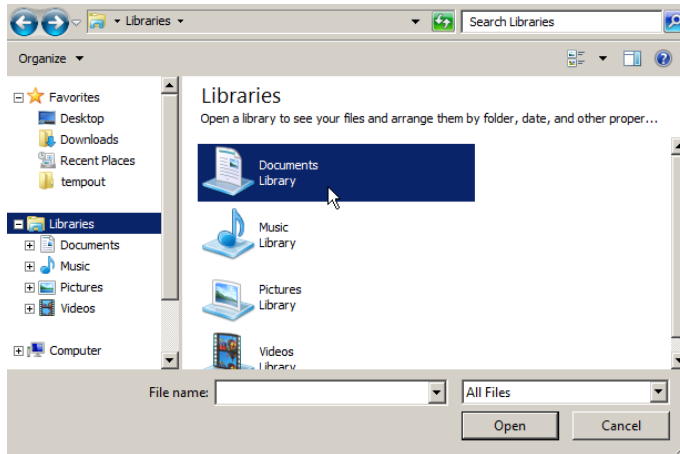 Libraries
Search Libraries
Organize
Favorites
Desktop
Downloads
Recent Places
tempout
Libraries
Documents
Music
Pictures
Videos
Computer
Libraries
Open a library to see your files and arrange them by folder, date, and other proper...
Documents
Library
Music
Library
Pictures
Library
Videos
Library
File name:
All Files
Open
Cancel